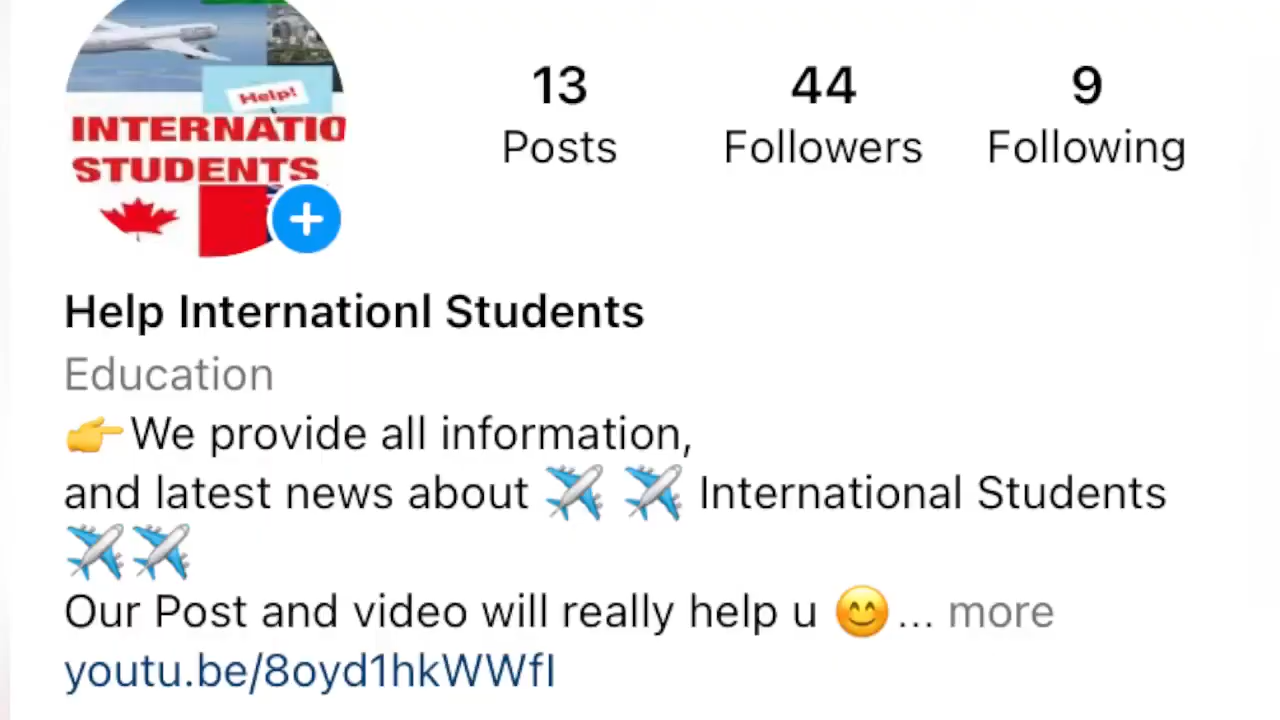 Help!
INTERNATIO
STUDENTS
13
Posts
44
Followers
9
Following
Help Internationl Students
Education
👉We provide all information,
and latest news about ✈️ ✈️ International Students
✈️✈️
Our Post and video will really help u 😊... more
youtu.be/8oyd1hkWWfI